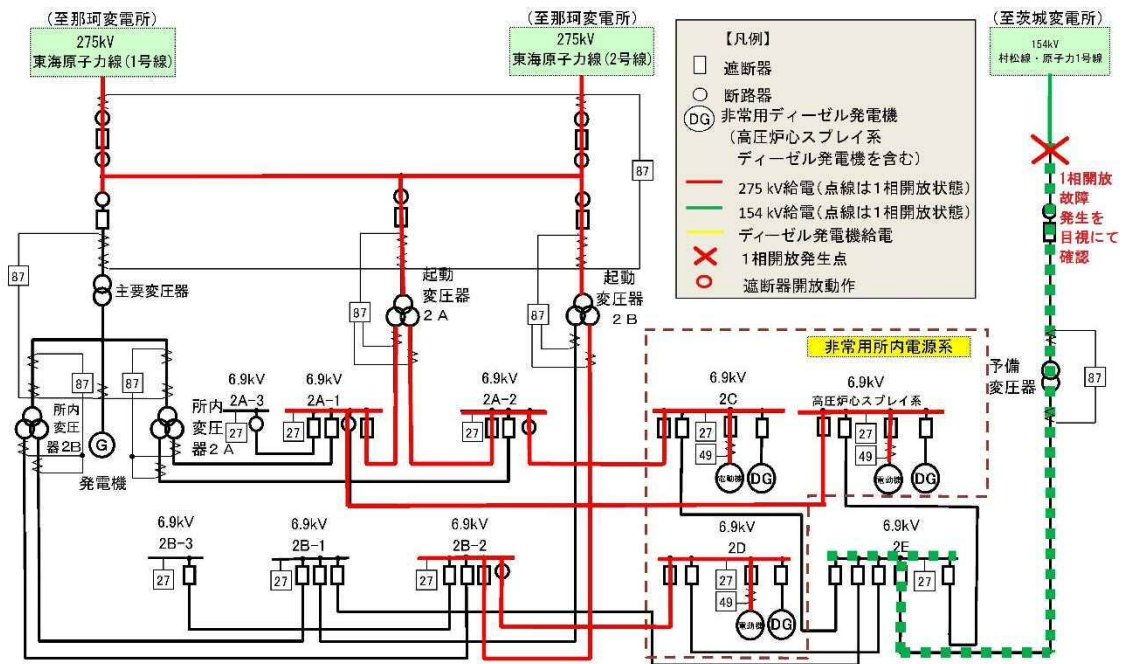 (至那珂変電所)
275kV
東海原子力線(1号線)
(至那珂変電所)
275kV
東海原子力線(2号線)
(至茨城変電所)
154kV
村松線・原子力1号線
【凡例】
遮断器
断路器
DG
非常用ディーゼル発電機
(高圧炉心スプレイ系
ディーゼル発電機を含む)
275 kV給電(点線は1相開放状態)
154 kV給電(点線は1相開放状態)
ディーゼル発電機給電
1相開放発生点
遮断器開放動作
1相開放
故障
発生を
目視にて
確認
87
87
87
87
87
87
87
主要変圧器
起動
変圧器
2A
起動
変圧器
2B
予備
変圧器
非常用所内電源系
所内
変圧
器2B
G
発電機
所内
変圧
器2A
6.9kV
2A-3
27
6.9kV
2A-1
27
6.9kV
2A-2
27
6.9kV
2C
27
49
電動機
DG
6.9kV
高圧炉心スプレイ系
27
49
電動機
DG
6.9kV
2B-3
27
6.9kV
2B-1
27
6.9kV
2B-2
27
6.9kV
2D
27
49
電動機
DG
6.9kV
2E
27